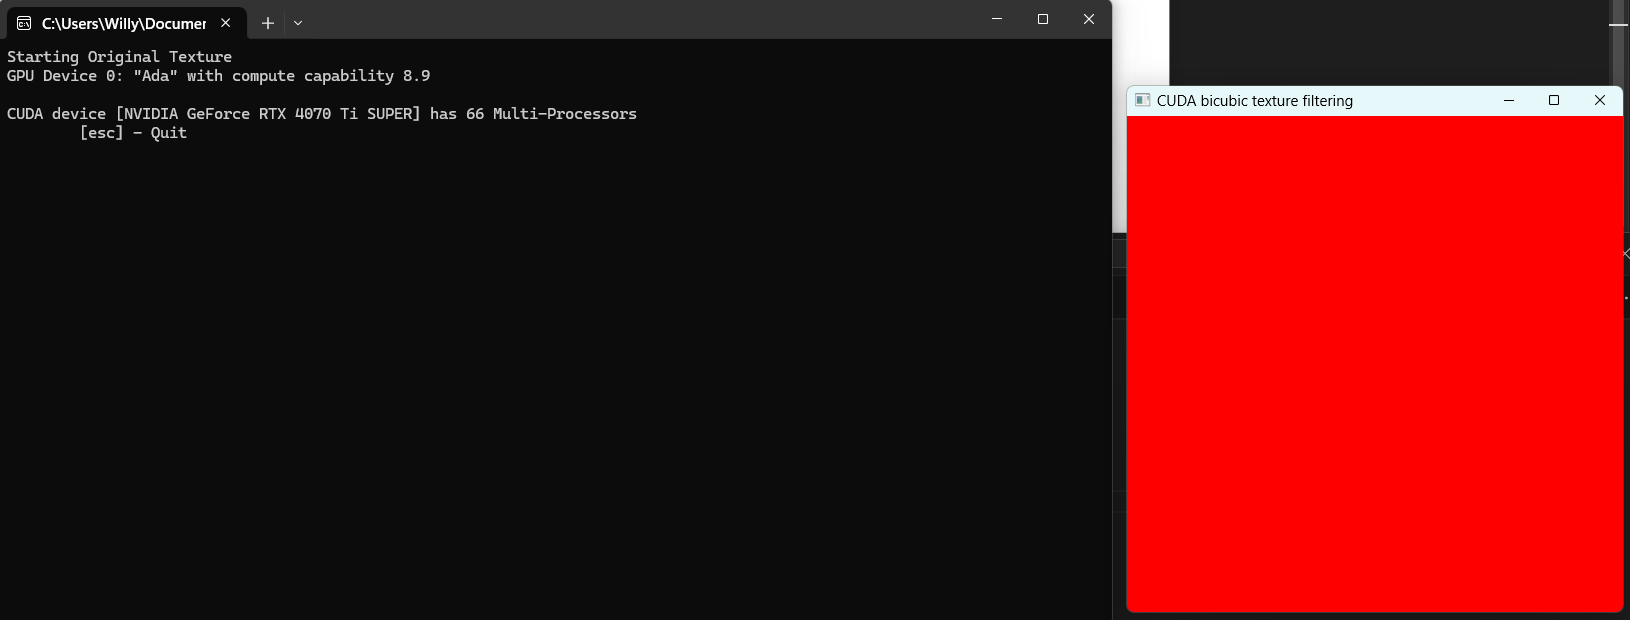 C:\Users\Willy\Documer
Starting Original Texture
GPU Device 0: "Ada" with compute capability 8.9
CUDA device [NVIDIA GeForce RTX 4070 Ti SUPER] has 66 Multi-Processors
[esc] - Quit
CUDA bicubic texture filtering